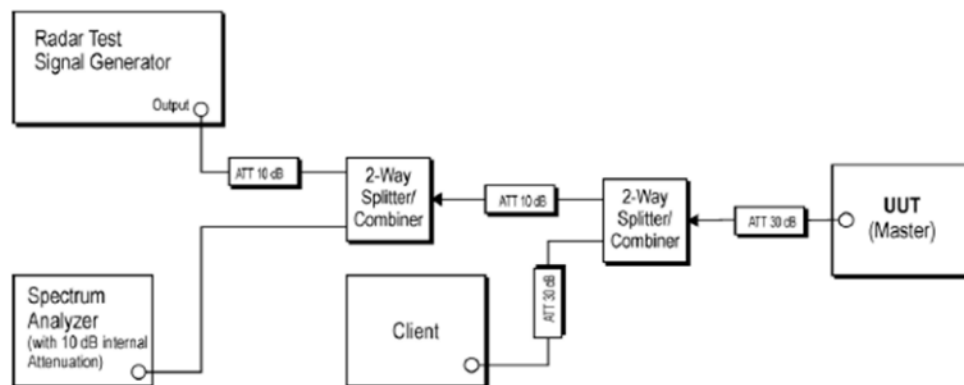 Radar Test
Signal Generator
Output
ATT 10 dB
2-Way
Splitter/
Combiner
ATT 10 dB
2-Way
Splitter/
Combiner
ATT 30 dB
UUT
(Master)
Spectrum
Analyzer
(with 10 dB internal
Attenuation)
Client
ATT 30 dB